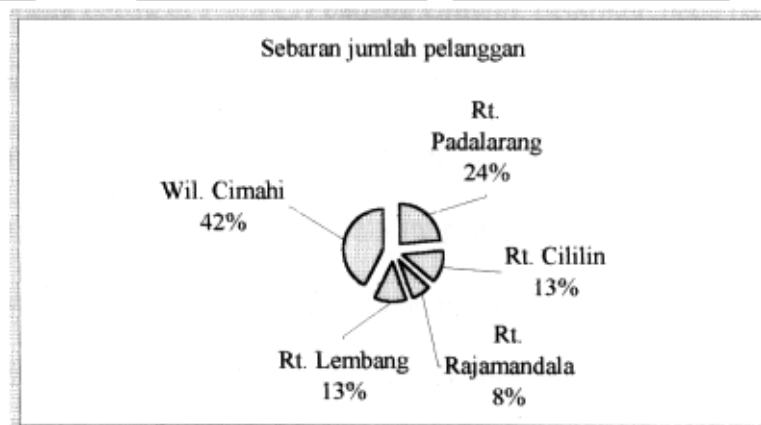 Sebaran jumlah pelanggan
Rt.
Padalarang
24%
Wil. Cimahi
42%
Rt. Cililin
13%
Rt.
Rajamandala
8%
Rt. Lembang
13%